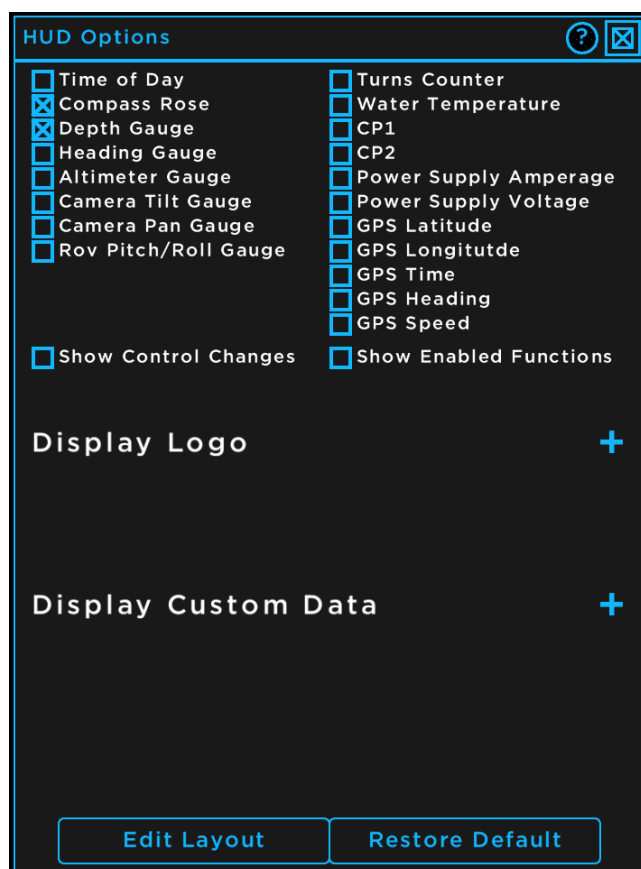 HUD Options ?
Time of Day
Compass Rose
Depth Gauge
Heading Gauge
Altimeter Gauge
Camera Tilt Gauge
Camera Pan Gauge
Rov Pitch/Roll Gauge
Turns Counter
Water Temperature
CP1
CP2
Power Supply Amperage
Power Supply Voltage
GPS Latitude
GPS Longitutde
GPS Time
GPS Heading
GPS Speed
Show Control Changes
Show Enabled Functions
Display Logo +
Display Custom Data +
Edit Layout
Restore Default